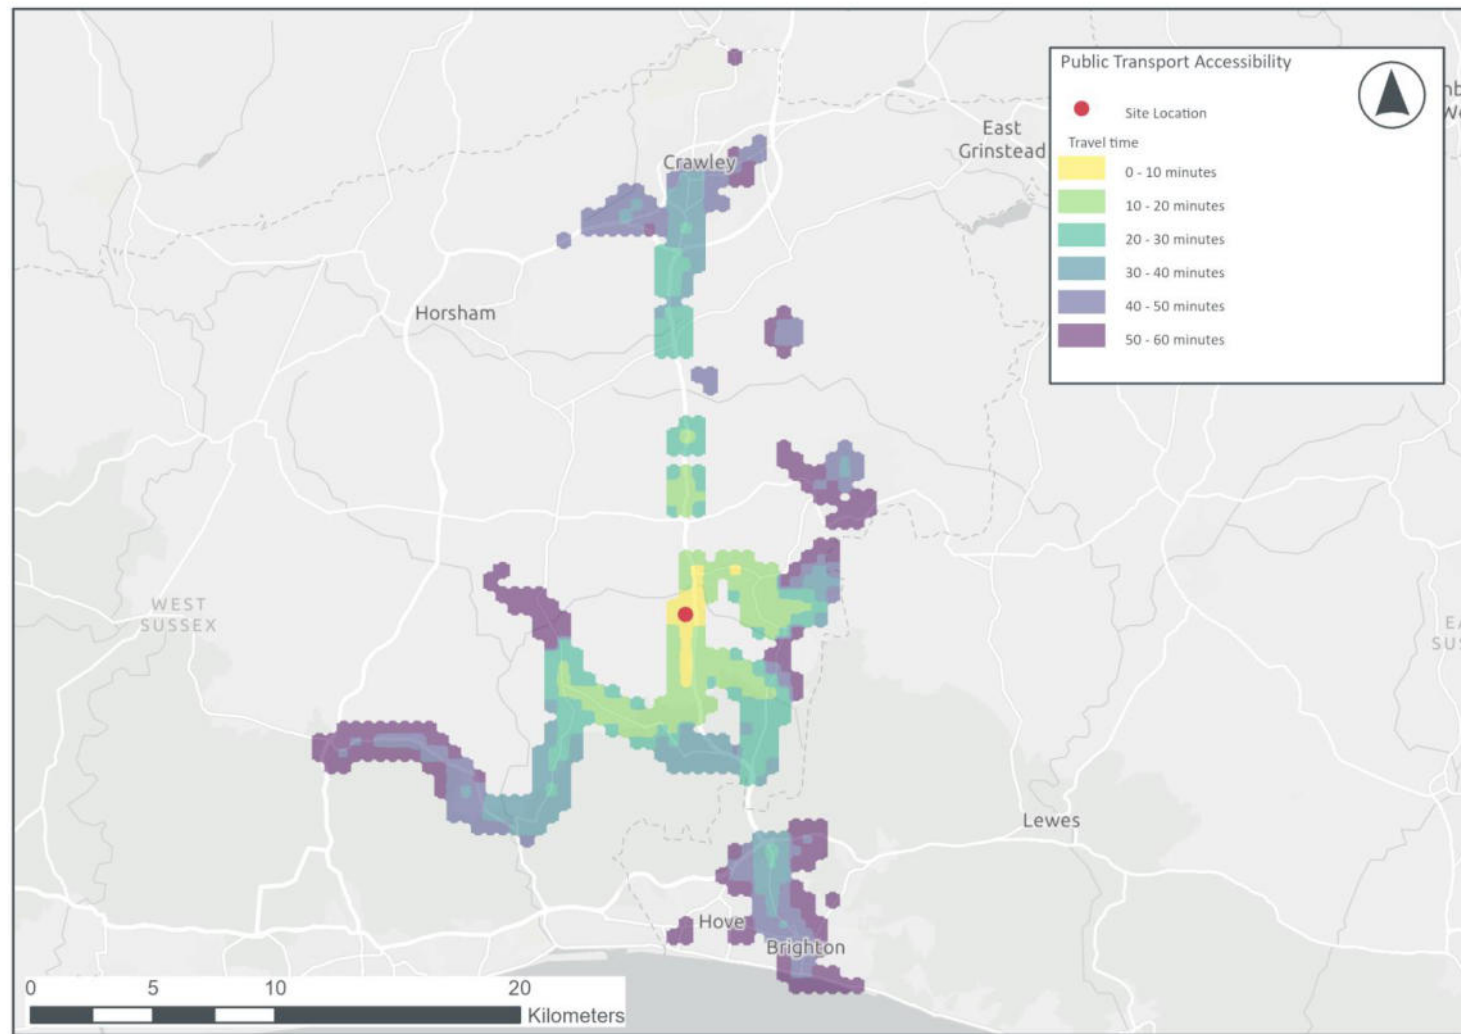 Public Transport Accessibility
Site Location
Travel time
0 - 10 minutes
10 - 20 minutes
20 - 30 minutes
30 - 40 minutes
40 - 50 minutes
50 - 60 minutes
East
Grinstead
Crawley
Horsham
WEST
SUSSEX
Lewes
Hove
Brighton
0 5 10 20
Kilometers